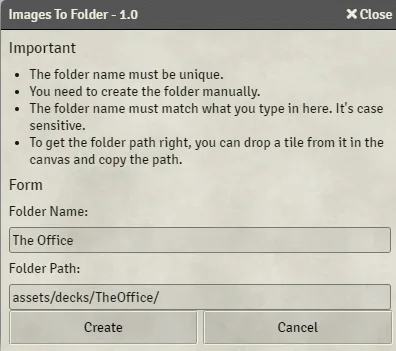 Images To Folder - 1.0
✖ Close
Important
• The folder name must be unique.
• You need to create the folder manually.
• The folder name must match what you type in here. It's case
sensitive.
• To get the folder path right, you can drop a tile from it in the
canvas and copy the path.
Form
Folder Name:
The Office
Folder Path:
assets/decks/TheOffice/
Create
Cancel